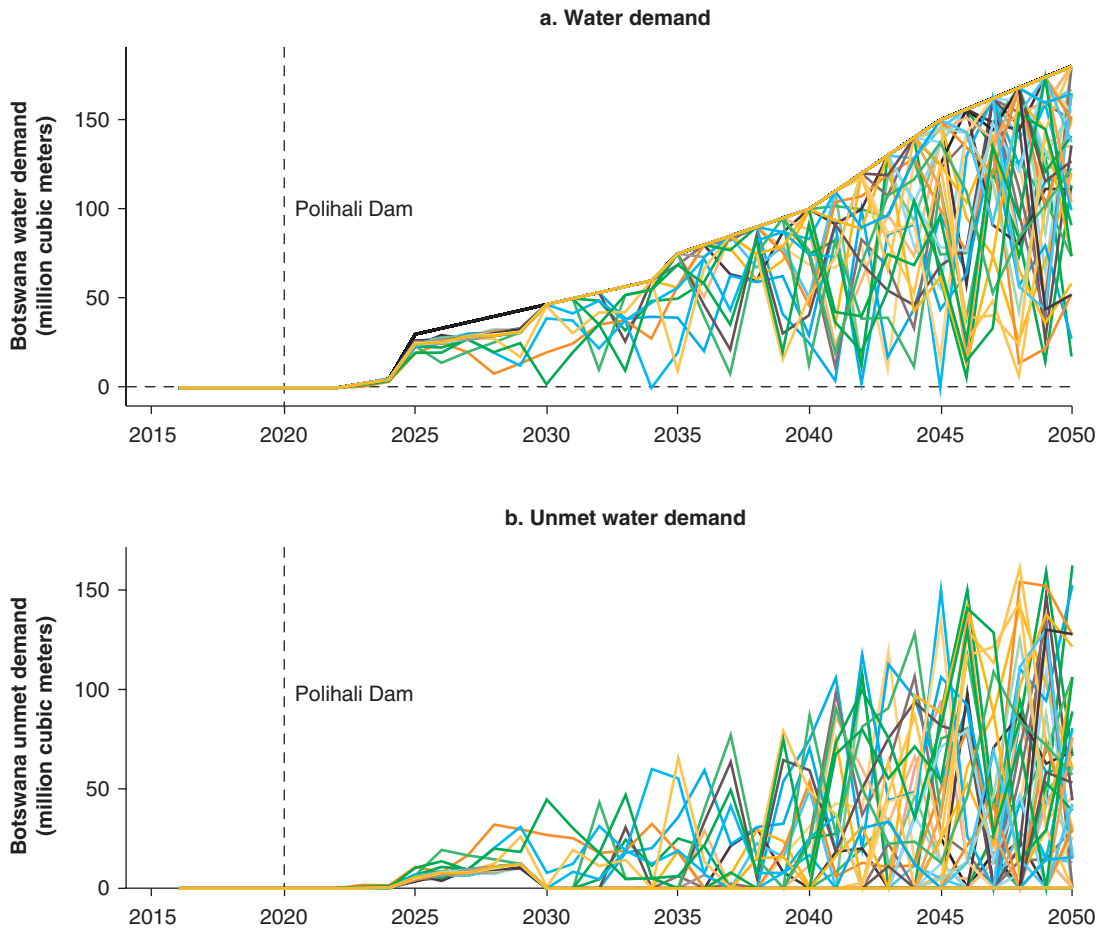 a. Water demand
Botswana water demand
(million cubic meters)
150
100
50
0
Polihali Dam
2015 2020 2025 2030 2035 2040 2045 2050
b. Unmet water demand
Botswana unmet demand
(million cubic meters)
150
100
50
0
Polihali Dam
2015 2020 2025 2030 2035 2040 2045 2050